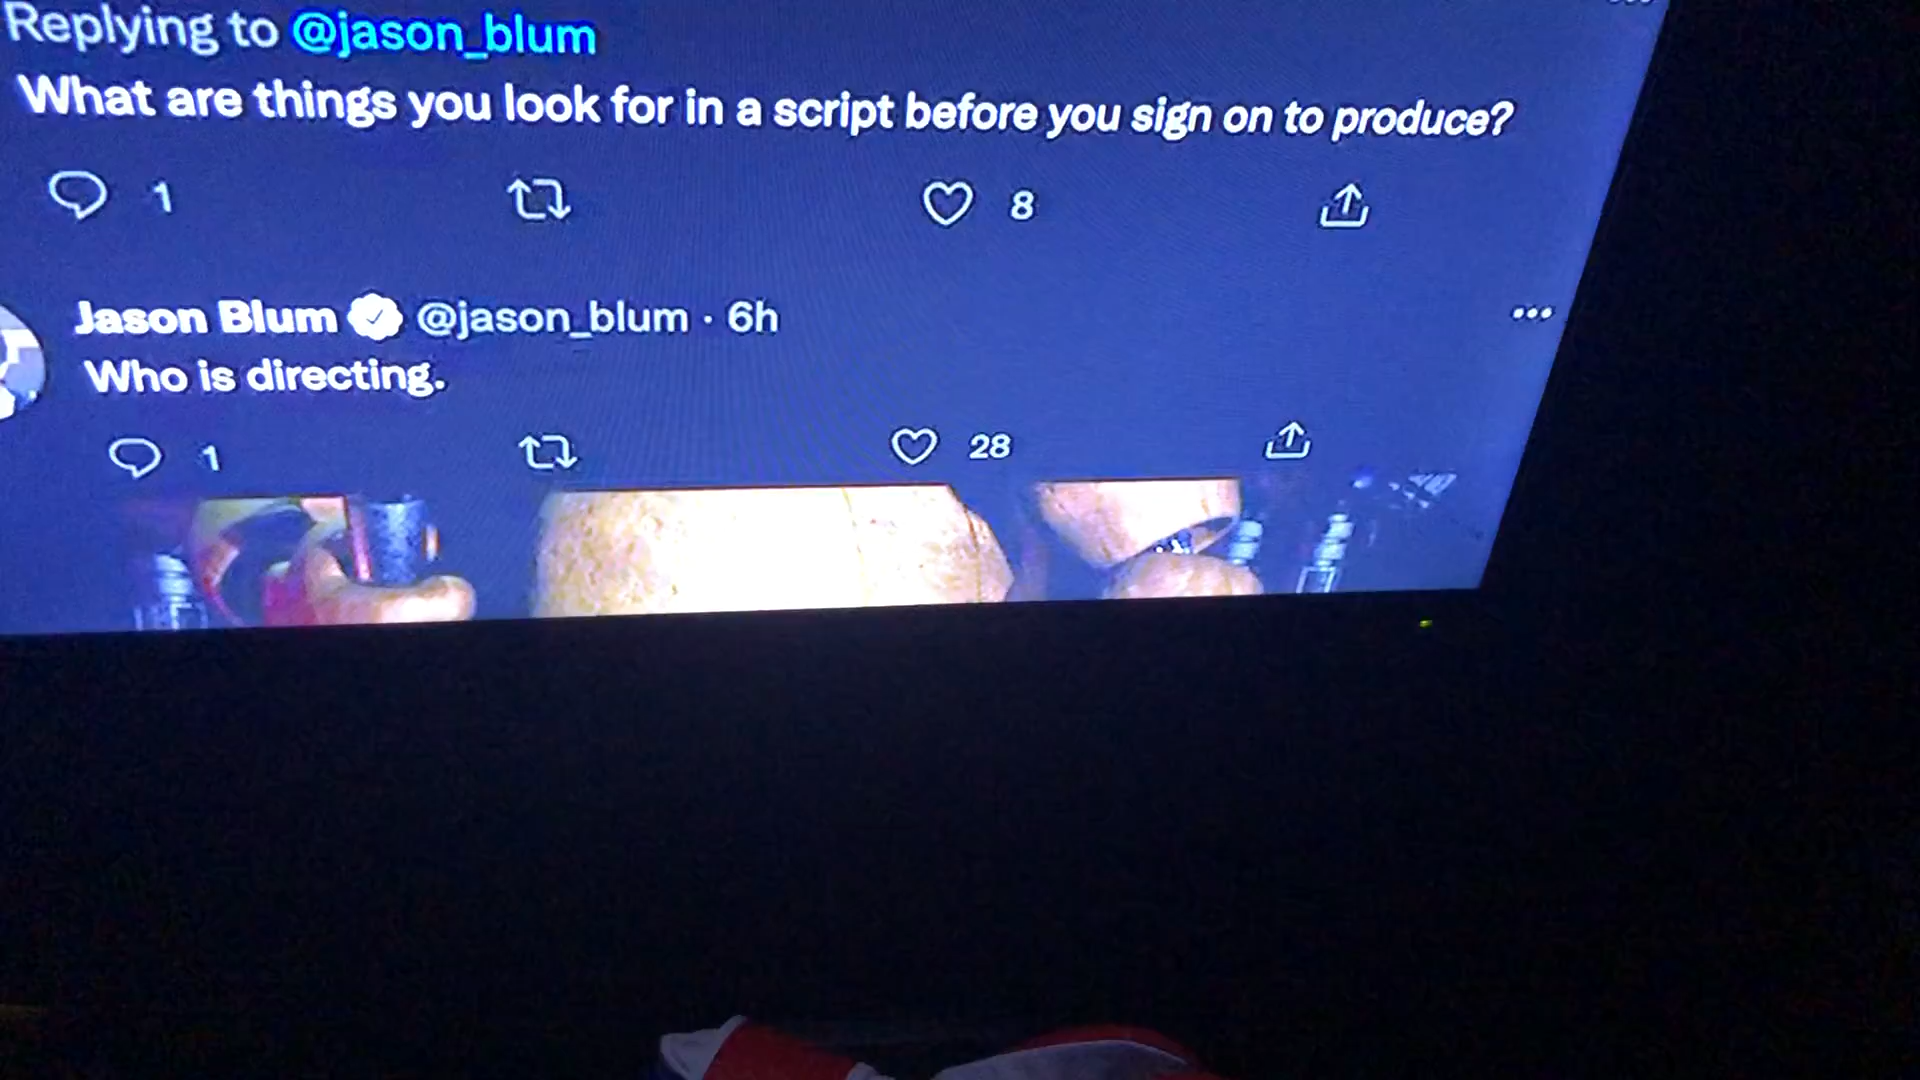 Replying to @jason_blum
What are things you look for in a script before you sign on to produce?
1 8
Jason Blum @jason_blum · 6h
Who is directing.
1 28